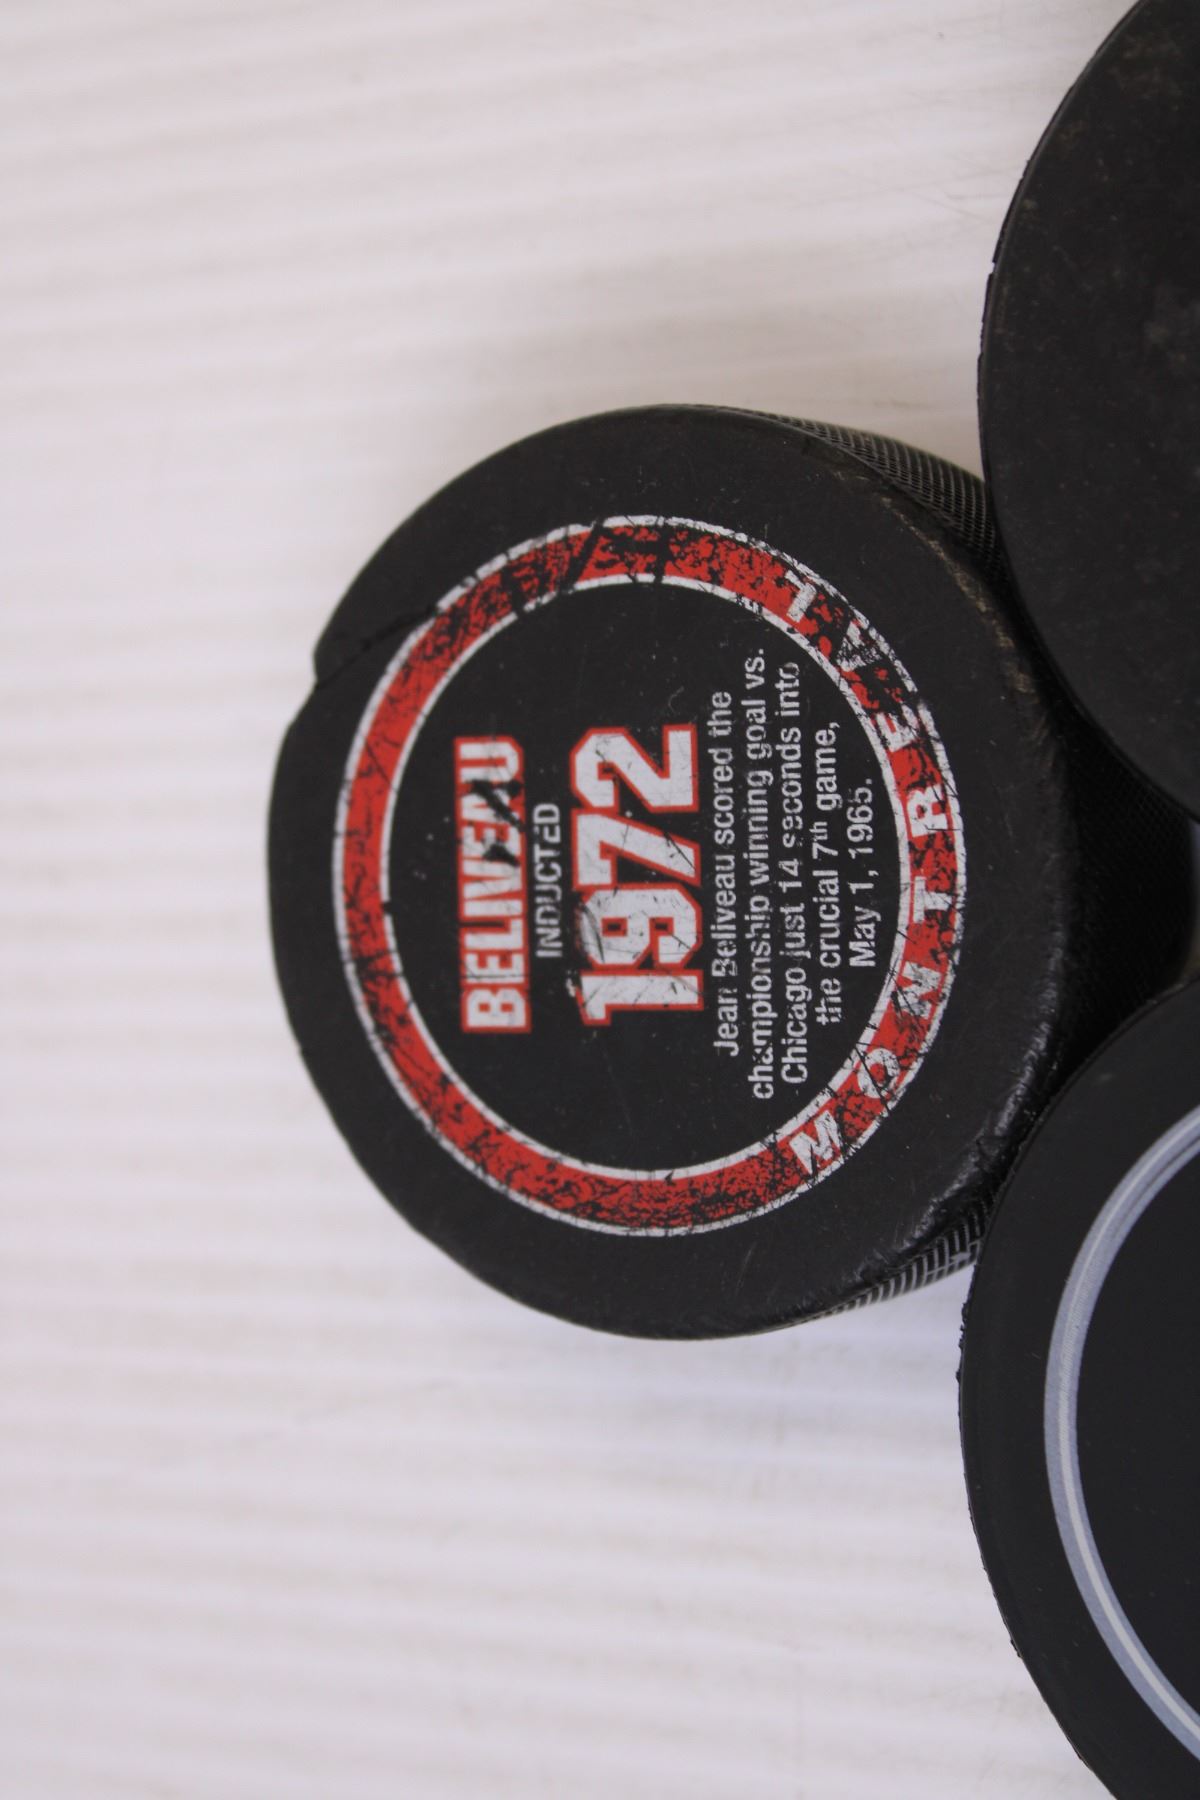 BELIVEAU
INDUCTED
1972
Jean Beliveau scored the
championship winning goal vs.
Chicago just 14 seconds into
the crucial 7th game,
May 1, 1965.
MONTREAL